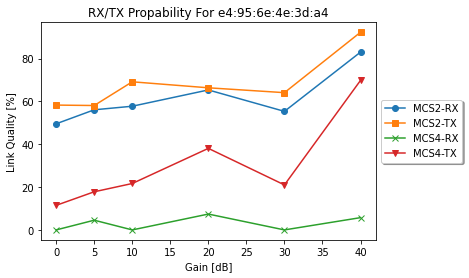 RX/TX Propability For e4:95:6e:4e:3d:a4
Link Quality [%]
80
60
40
20
0
0 5 10 15 20 25 30 35 40
Gain [dB]
MCS2-RX
MCS2-TX
MCS4-RX
MCS4-TX